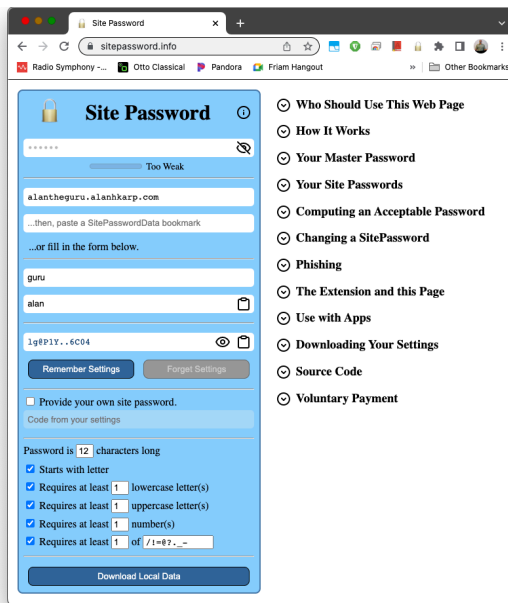 Site Password
sitepassword.info
Radio Symphony -...
Otto Classical
Pandora
Friam Hangout
»
Other Bookmarks
Site Password
Too Weak
alantheguru.alanhkarp.com
...then, paste a SitePasswordData bookmark
...or fill in the form below.
guru
alan
lg@P1Y..6C04
Remember Settings
Forget Settings
Provide your own site password.
Code from your settings
Password is 12 characters long
Starts with letter
Requires at least 1 lowercase letter(s)
Requires at least 1 uppercase letter(s)
Requires at least 1 number(s)
Requires at least 1 of /!=@?._-
Download Local Data
Who Should Use This Web Page
How It Works
Your Master Password
Your Site Passwords
Computing an Acceptable Password
Changing a SitePassword
Phishing
The Extension and this Page
Use with Apps
Downloading Your Settings
Source Code
Voluntary Payment